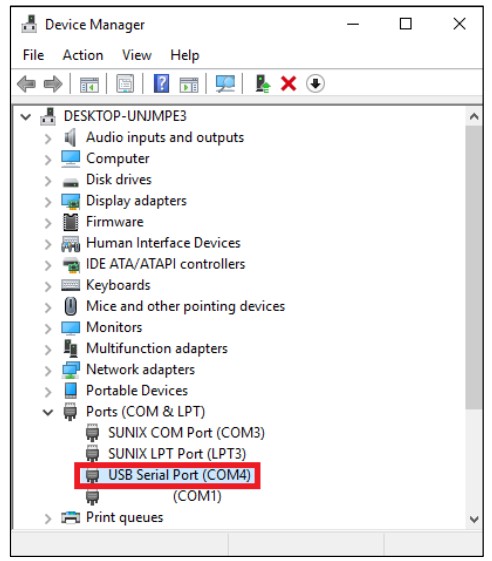 Device Manager
File Action View Help
DESKTOP-UNJMPE3
Audio inputs and outputs
Computer
Disk drives
Display adapters
Firmware
Human Interface Devices
IDE ATA/ATAPI controllers
Keyboards
Mice and other pointing devices
Monitors
Multifunction adapters
Network adapters
Portable Devices
Ports (COM & LPT)
SUNIX COM Port (COM3)
SUNIX LPT Port (LPT3)
USB Serial Port (COM4)
(COM1)
Print queues